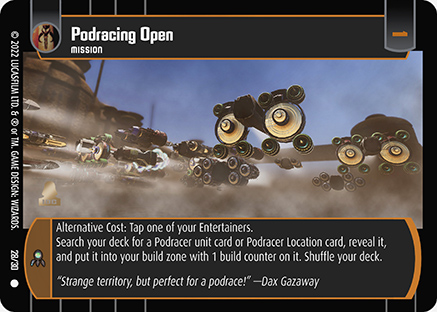 Podracing Open
MISSION
1
Alternative Cost: Tap one of your Entertainers.
Search your deck for a Podracer unit card or Podracer Location card, reveal it,
and put it into your build zone with 1 build counter on it. Shuffle your deck.
“Strange territory, but perfect for a podrace!” —Dax Gazaway
© 2022 LUCASFILM LTD. & ® or TM. GAME DESIGN: WIZARDS.